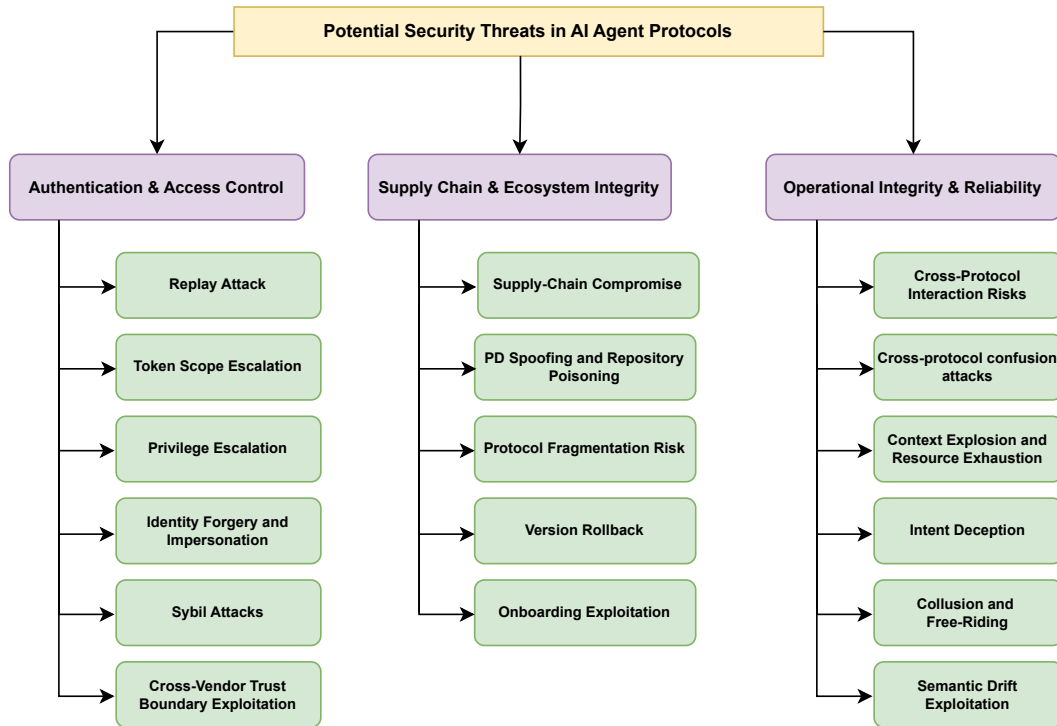 Potential Security Threats in AI Agent Protocols
Authentication & Access Control
Replay Attack
Token Scope Escalation
Privilege Escalation
Identity Forgery and
Impersonation
Sybil Attacks
Cross-Vendor Trust
Boundary Exploitation
Supply Chain & Ecosystem Integrity
Supply-Chain Compromise
PD Spoofing and Repository
Poisoning
Protocol Fragmentation Risk
Version Rollback
Onboarding Exploitation
Operational Integrity & Reliability
Cross-Protocol
Interaction Risks
Cross-protocol confusion
attacks
Context Explosion and
Resource Exhaustion
Intent Deception
Collusion and
Free-Riding
Semantic Drift
Exploitation